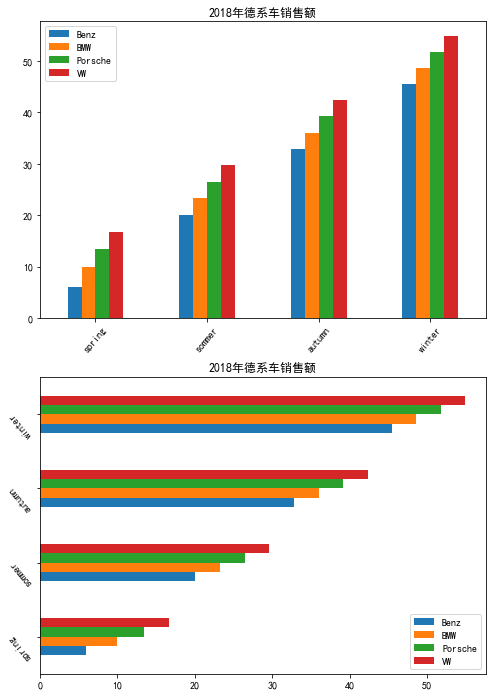 2018年德系车销售额
Benz
BMW
Porsche
VW
50
40
30
20
10
0
spring
sommer
autumn
winter
2018年德系车销售额
winter
autumn
sommer
spring
Benz
BMW
Porsche
VW
0
10
20
30
40
50